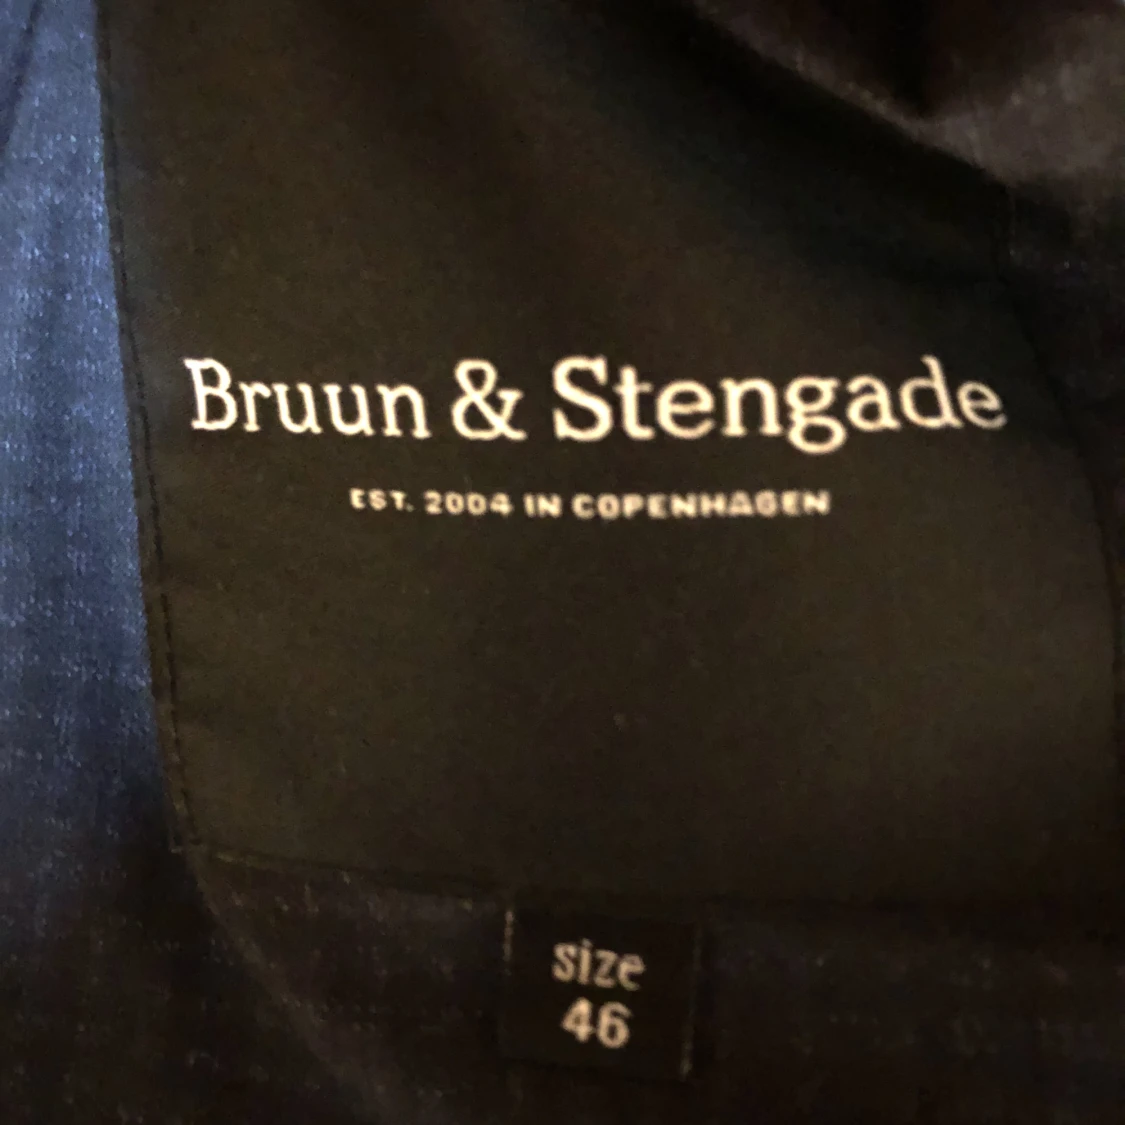 Bruun & Stengade
EST. 2004 IN COPENHAGEN
size
46